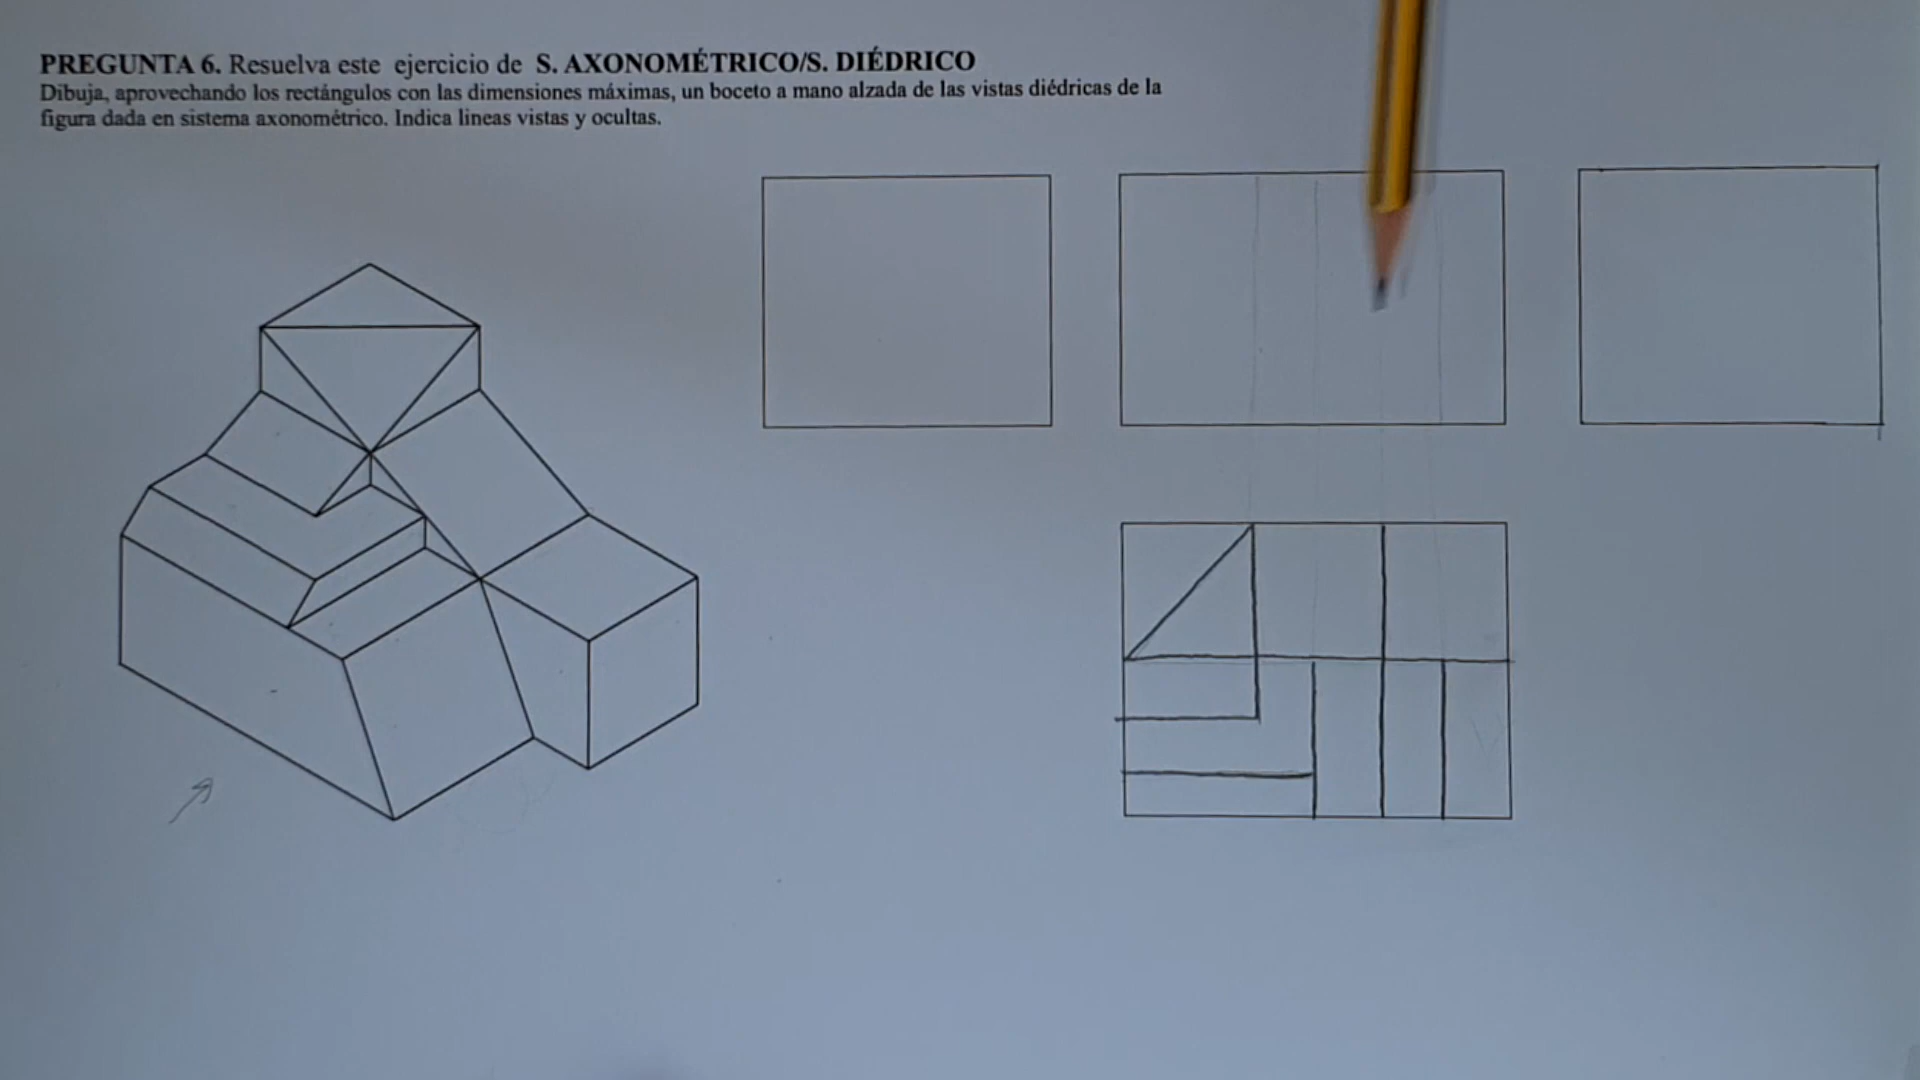 PREGUNTA 6. Resuelva este ejercicio de S. AXONOMÉTRICO/S. DIÉDRICO
Dibuja, aprovechando los rectángulos con las dimensiones máximas, un boceto a mano alzada de las vistas diédricas de la
figura dada en sistema axonométrico. Indica lineas vistas y ocultas.